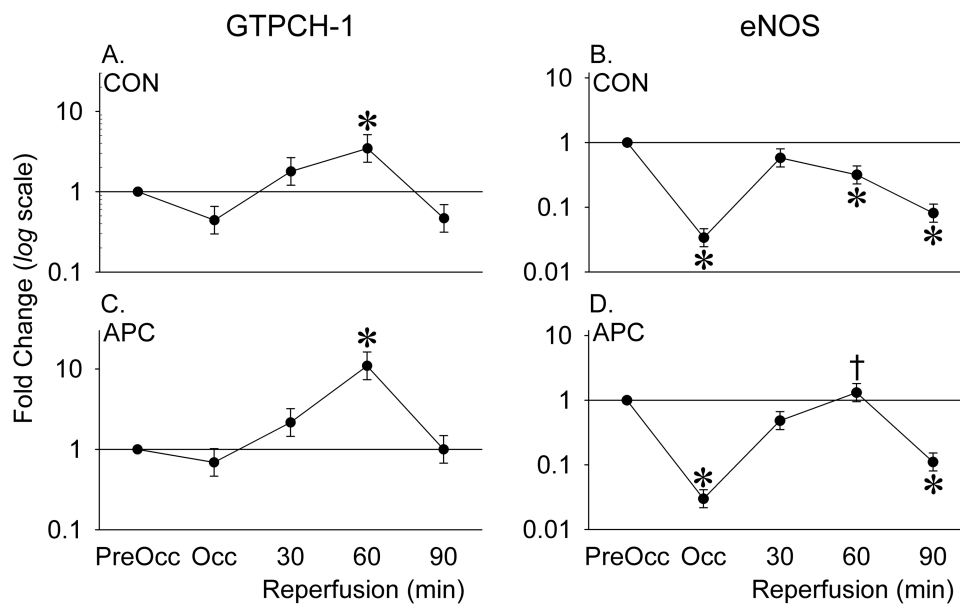 GTPCH-1
eNOS
A.
CON
10
1
0.1
*
B.
CON
10
1
0.1
0.01
*
*
*
Fold Change (log scale)
C.
APC
10
1
0.1
*
PreOcc Occ 30 60 90
Reperfusion (min)
D.
APC
10
1
0.1
0.01
*
†
*
PreOcc Occ 30 60 90
Reperfusion (min)